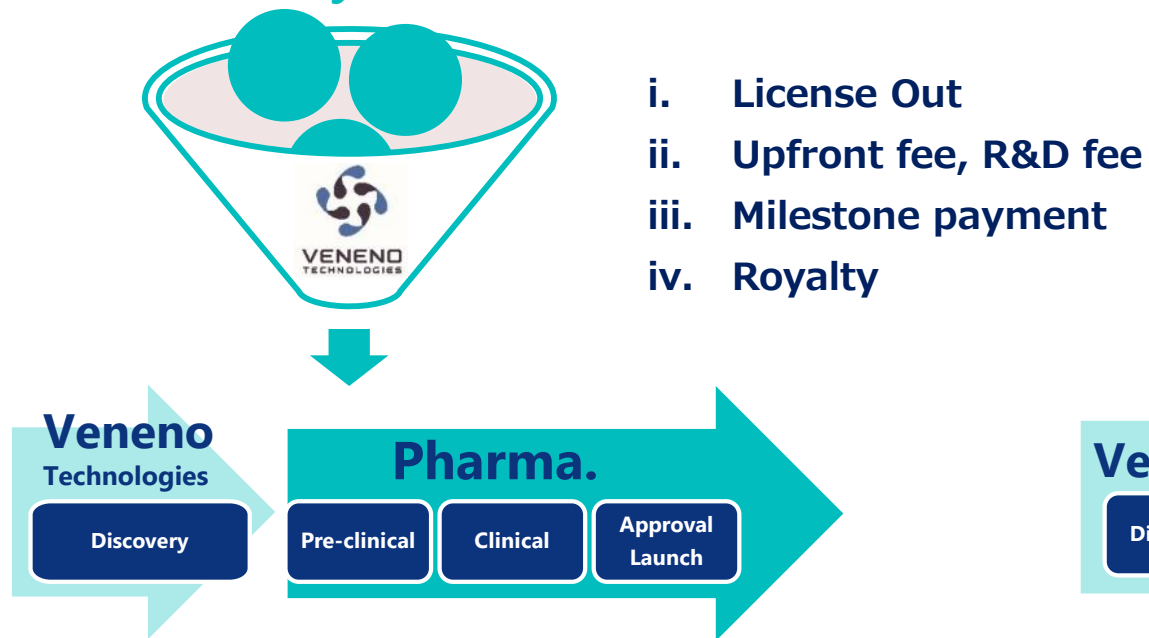 i. License Out
ii. Upfront fee, R&D fee
iii. Milestone payment
iv. Royalty
VENENO
TECHNOLOGIES
Veneno
Technologies
Discovery
Pharma.
Pre-clinical
Clinical
Approval
Launch